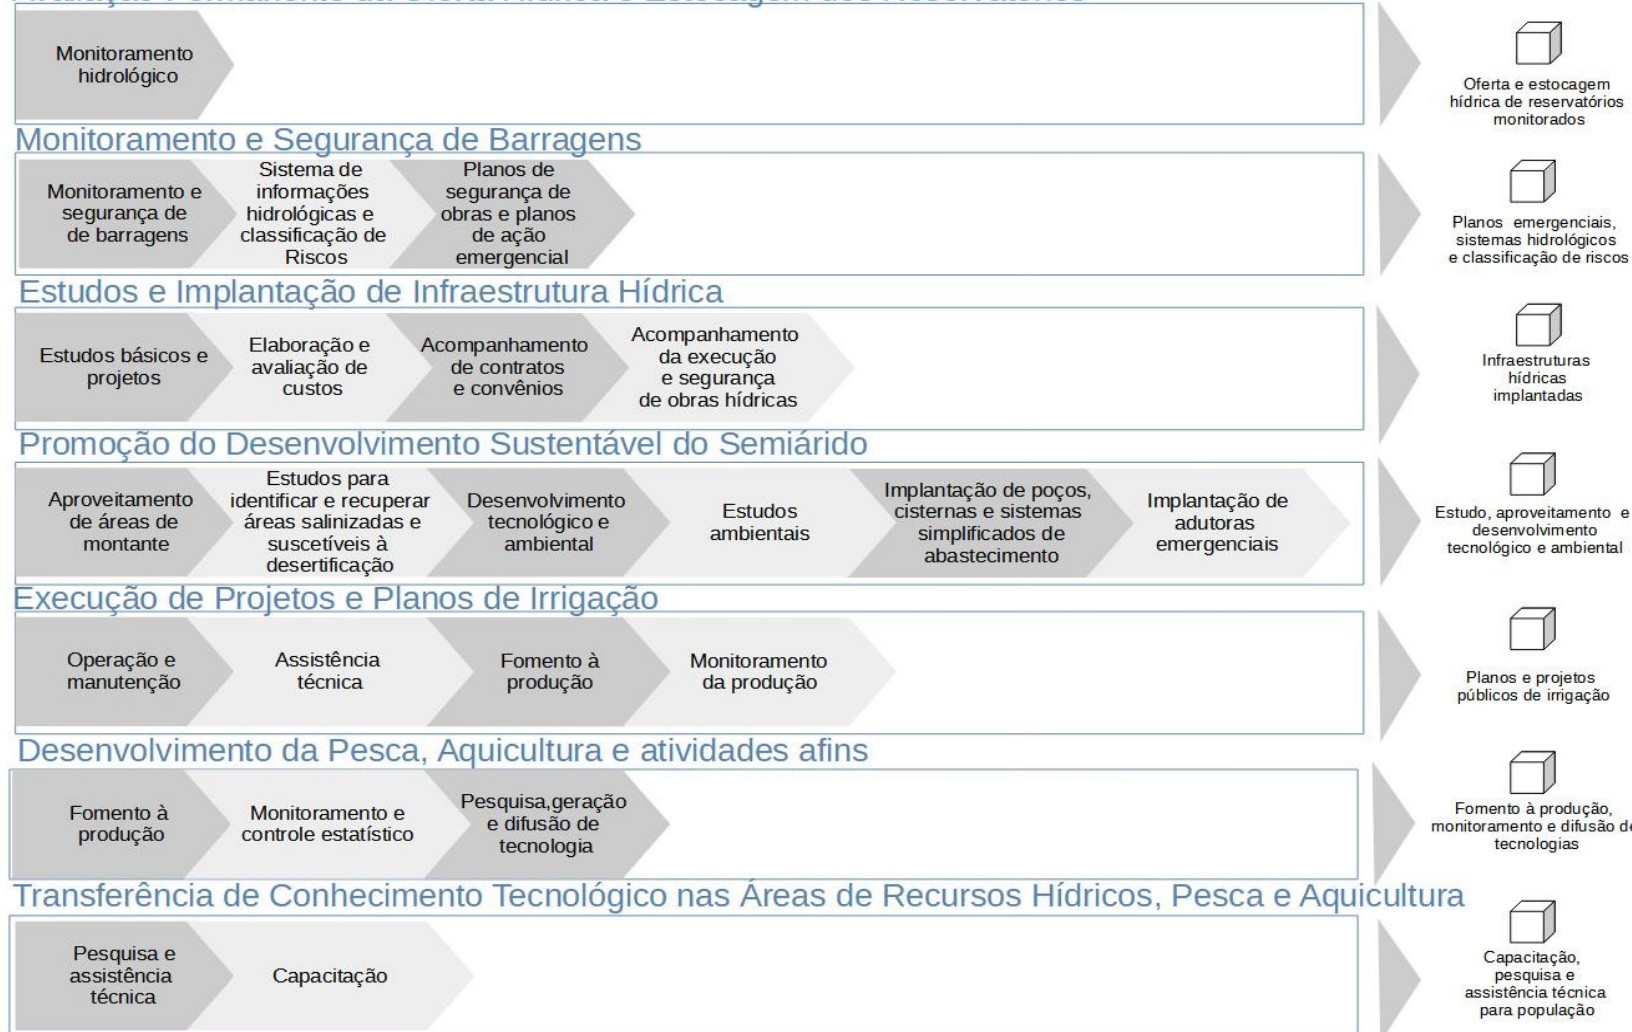 Monitoramento
hidrológico
Oferta e estocagem
hídrica de reservatórios
monitorados
Monitoramento e Segurança de Barragens
Monitoramento e
segurança de
de barragens
Sistema de
informações
hidrológicas e
classificação de
Riscos
Planos de
segurança de
obras e planos
de ação
emergencial
Planos emergenciais,
sistemas hidrológicos
e classificação de riscos
Estudos e Implantação de Infraestrutura Hídrica
Estudos básicos e
projetos
Elaboração e
avaliação de
custos
Acompanhamento
de contratos
e convênios
Acompanhamento
da execução
e segurança
de obras hídricas
Infraestruturas
hídricas
implantadas
Promoção do Desenvolvimento Sustentável do Semiárido
Aproveitamento
de áreas de
montante
Estudos para
identificar e recuperar
áreas salinizadas e
suscetíveis à
desertificação
Desenvolvimento
tecnológico e
ambiental
Estudos
ambientais
Implantação de poços,
cisternas e sistemas
simplificados de
abastecimento
Implantação de
adutoras
emergenciais
Estudo, aproveitamento e
desenvolvimento
tecnológico e ambiental
Execução de Projetos e Planos de Irrigação
Operação e
manutenção
Assistência
técnica
Fomento à
produção
Monitoramento
da produção
Planos e projetos
públicos de irrigação
Desenvolvimento da Pesca, Aquicultura e atividades afins
Fomento à
produção
Monitoramento e
controle estatístico
Pesquisa,geração
e difusão de
tecnologia
Fomento à produção,
monitoramento e difusão de
tecnologias
Transferência de Conhecimento Tecnológico nas Áreas de Recursos Hídricos, Pesca e Aquicultura
Pesquisa e
assistência
técnica
Capacitação
Capacitação,
pesquisa e
assistência técnica
para população